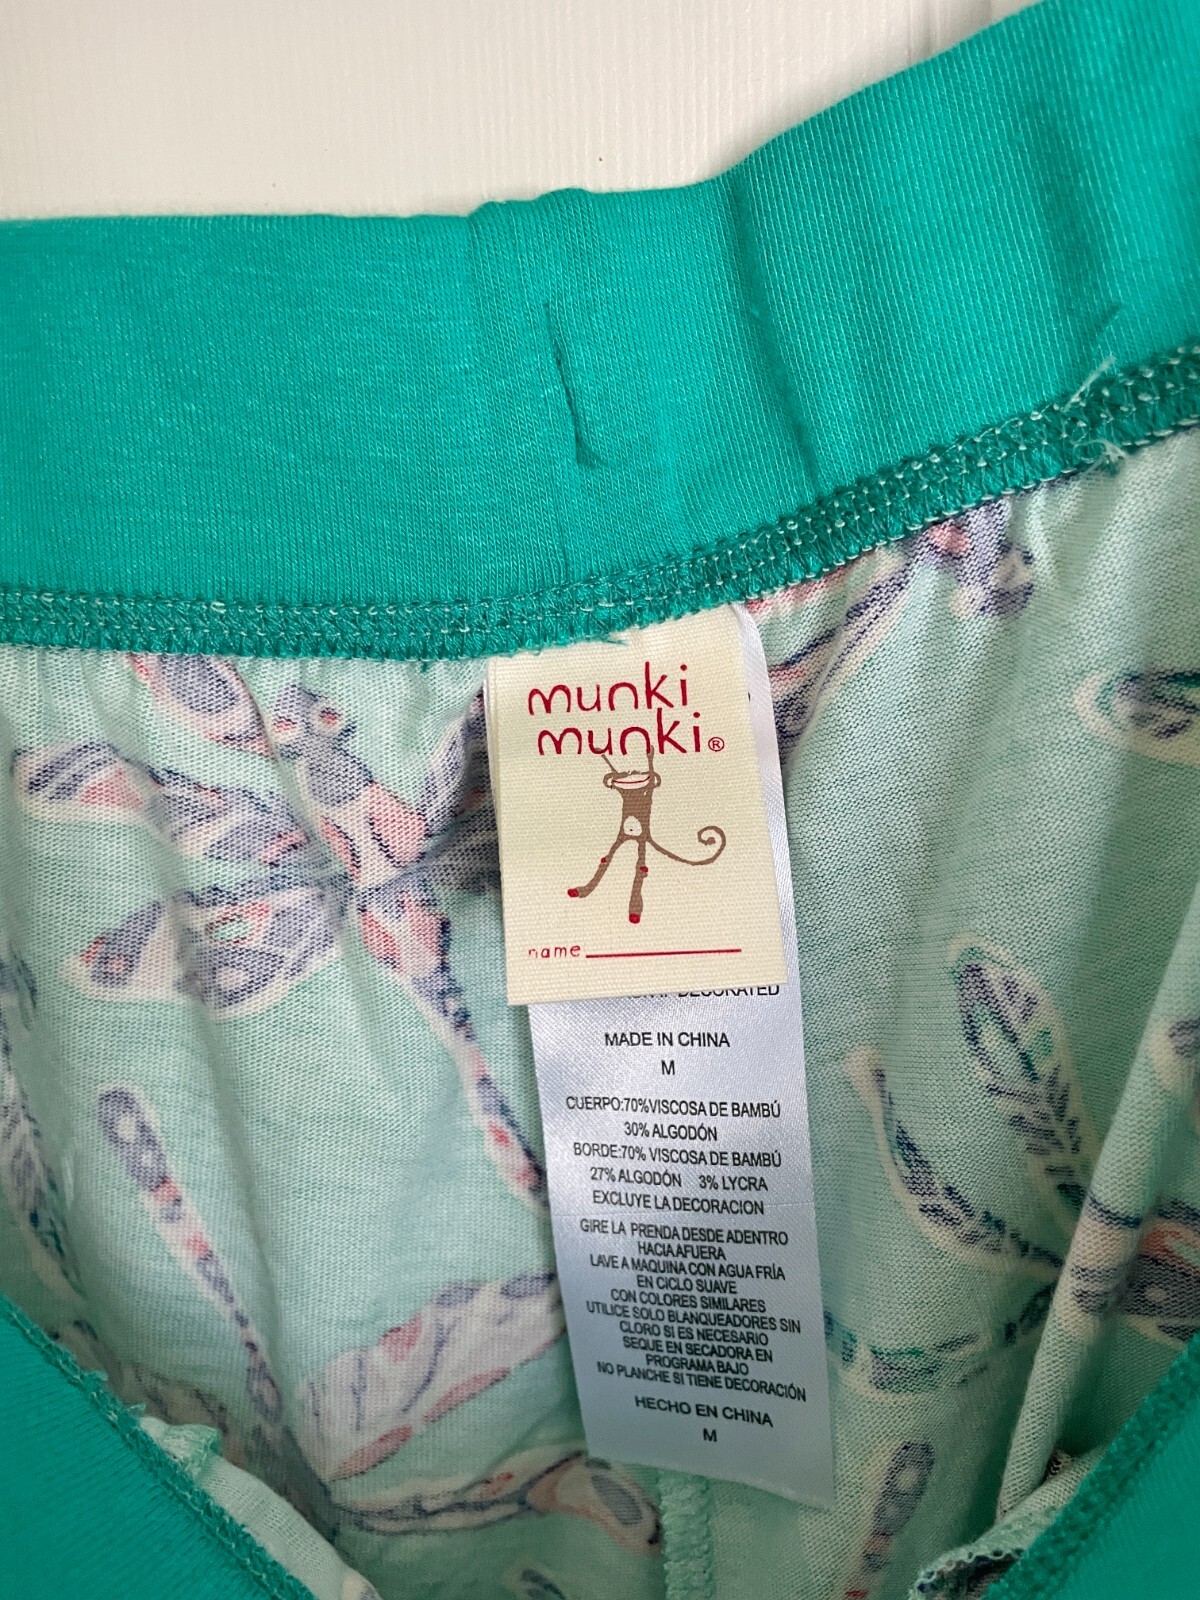 munki
munki®
name
DECORATED
MADE IN CHINA
M
CUERPO:70%VISCOSA DE BAMBÚ
30% ALGODÓN
BORDE:70% VISCOSA DE BAMBÚ
27% ALGODÓN 3% LYCRA
EXCLUYE LA DECORACION
GIRE LA PRENDA DESDE ADENTRO
HACIA AFUERA
LAVE A MAQUINA CON AGUA FRÍA
EN CICLO SUAVE
CON COLORES SIMILARES
UTILICE SOLO BLANQUEADORES SIN
CLORO SI ES NECESARIO
SEQUE EN SECADORA EN
PROGRAMA BAJO
NO PLANCHE SI TIENE DECORACIÓN
HECHO EN CHINA
M